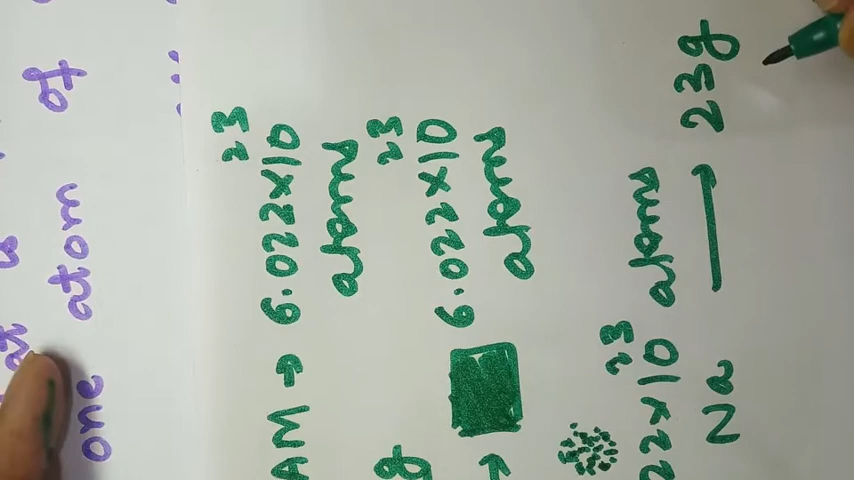 of
one atom
AM → 6.022×10²³
atoms
g 6.022×10²³
atoms
22×10²³ atoms
Na → 23g